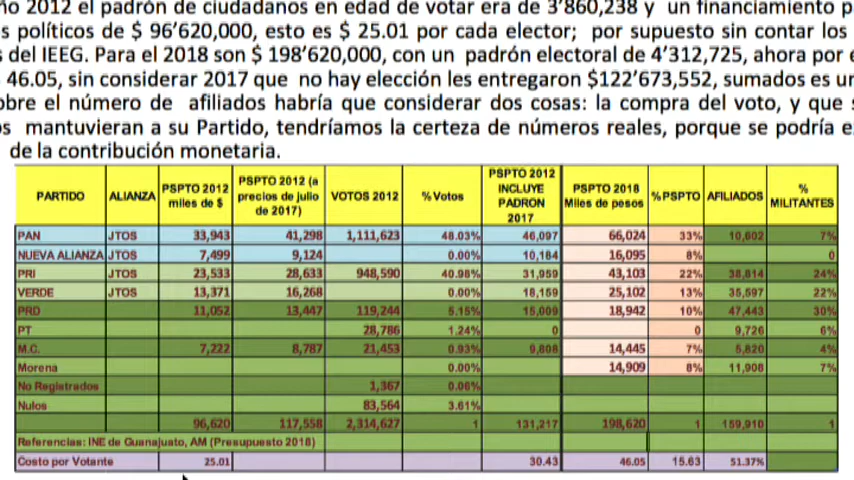 ño 2012 el padrón de ciudadanos en edad de votar era de 3'860,238 y un financiamiento p
s políticos de $ 96'620,000, esto es $ 25.01 por cada elector; por supuesto sin contar los
s del IEEG. Para el 2018 son $ 198'620,000, con un padrón electoral de 4'312,725, ahora por e
46.05, sin considerar 2017 que no hay elección les entregaron $122'673,552, sumados es un
obre el número de afiliados habría que considerar dos cosas: la compra del voto, y que s
os mantuvieran a su Partido, tendríamos la certeza de números reales, porque se podría e
de la contribución monetaria.
PARTIDO ALIANZA PSPTO 2012 miles de $ PSPTO 2012 (a precios de julio de 2017) VOTOS 2012 % Votos PSPTO 2012 INCLUYE PADRON 2017 PSPTO 2018 Miles de pesos %PSPTO AFILIADOS % MILITANTES
PAN JTOS 33,943 41,298 1,111,623 48.03% 46,097 66,024 33% 10,602 7%
NUEVA ALIANZA JTOS 7,499 9,124 0.00% 10,184 16,095 8% 0
PRI JTOS 23,533 28,633 948,590 40.98% 31,959 43,103 22% 38,814 24%
VERDE JTOS 13,371 16,268 0.00% 18,159 25,102 13% 35,597 22%
PRD 11,052 13,447 119,244 5.15% 15,009 18,942 10% 47,443 30%
PT 28,786 1.24% 0 0 9,726 6%
M.C. 7,222 8,787 21,453 0.93% 9,808 14,445 7% 5,820 4%
Morena 0.00% 14,909 8% 11,908 7%
No Registrados 1,367 0.06%
Nulos 83,564 3.61%
96,620 117,558 2,314,627 1 131,217 198,620 1 159,910 1
Referencias: INE de Guanajuato, AM (Presupuesto 2018)
Costo por Votante 25.01 30.43 46.05 15.63 51.37%